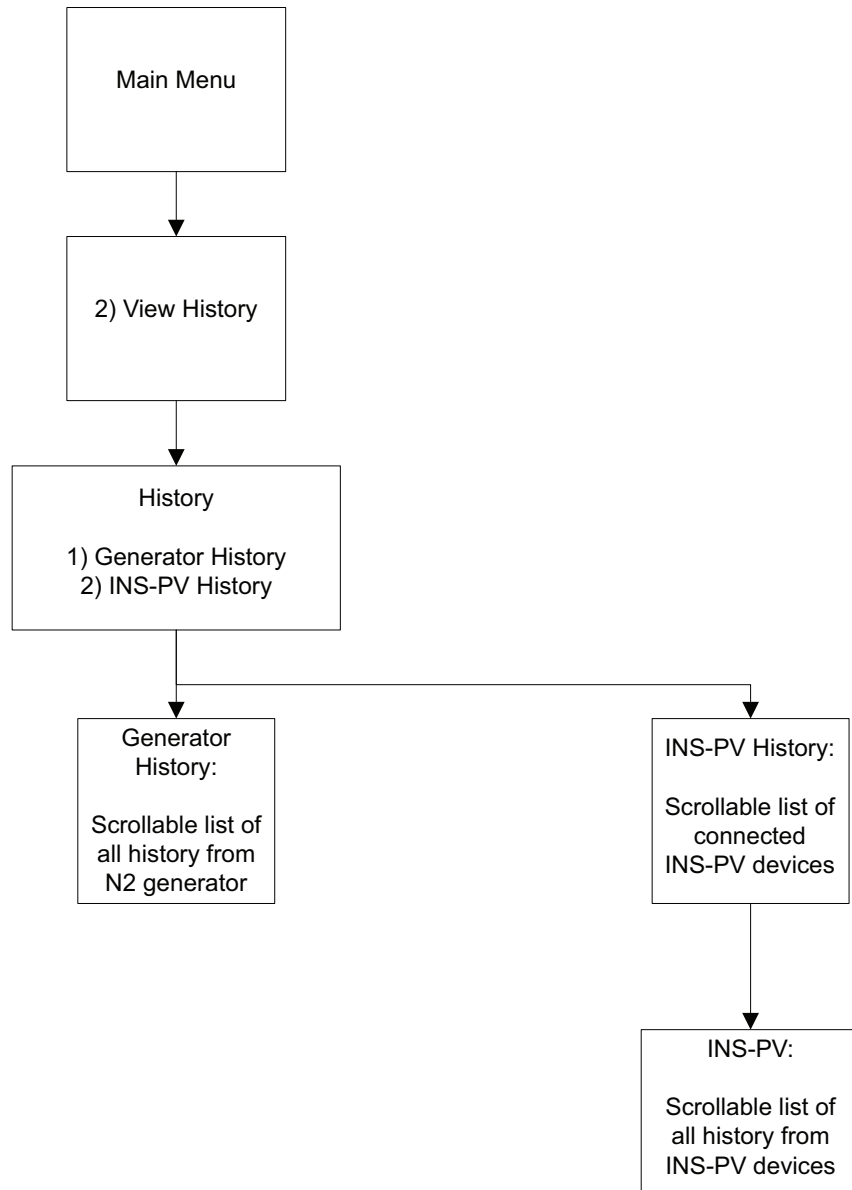 Main Menu
2) View History
History
1) Generator History
2) INS-PV History
Generator
History:
Scrollable list of
all history from
N2 generator
INS-PV History:
Scrollable list of
connected
INS-PV devices
INS-PV:
Scrollable list of
all history from
INS-PV devices